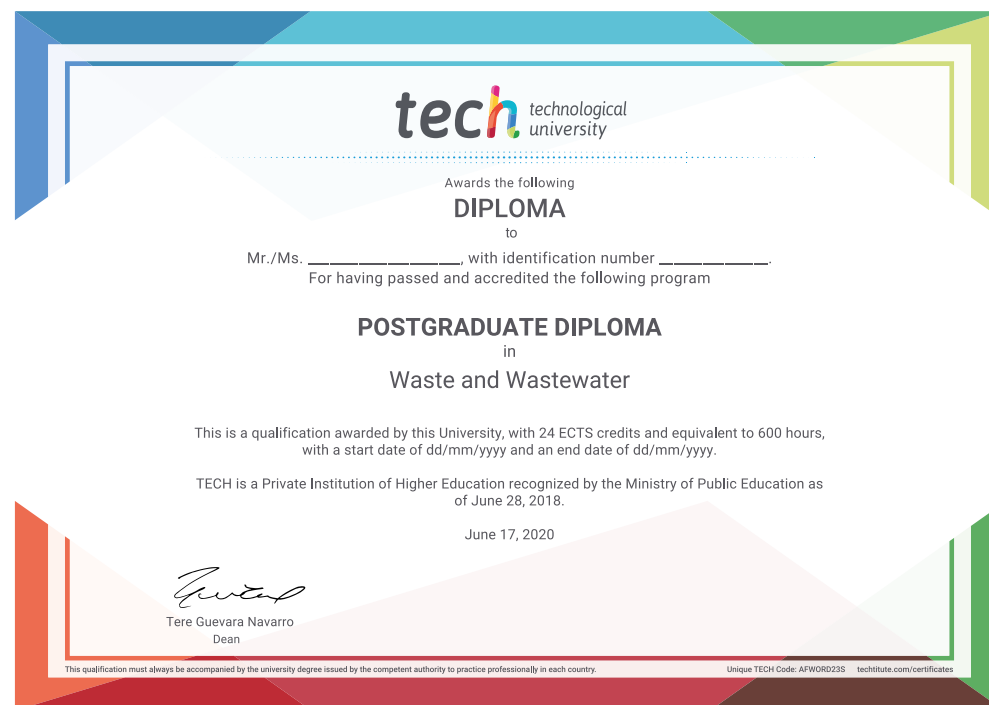 tech technological
university
Awards the following
DIPLOMA
to
Mr./Ms. ____________________, with identification number ______________.
For having passed and accredited the following program
POSTGRADUATE DIPLOMA
in
Waste and Wastewater
This is a qualification awarded by this University, with 24 ECTS credits and equivalent to 600 hours,
with a start date of dd/mm/yyyy and an end date of dd/mm/yyyy.
TECH is a Private Institution of Higher Education recognized by the Ministry of Public Education as
of June 28, 2018.
June 17, 2020
Tere Guevara Navarro
Dean
This qualification must always be accompanied by the university degree issued by the competent authority to practice professionally in each country.
Unique TECH Code: AFWORD23S techtitute.com/certificates